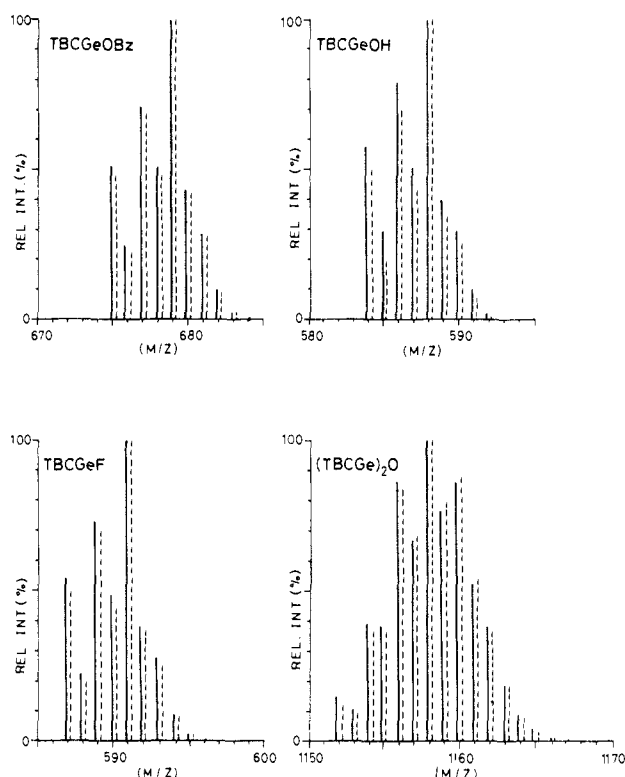 TBCGeOBz
100
REL INT.(%)
0
670
680
(M/Z)
TBCGeOH
100
REL INT.(%)
0
580
590
(M/Z)
TBCGeF
100
REL INT (%)
0
590
600
(M/Z)
(TBCGe)₂O
100
REL. INT.(%)
0
1150
1160
1170
(M/Z)